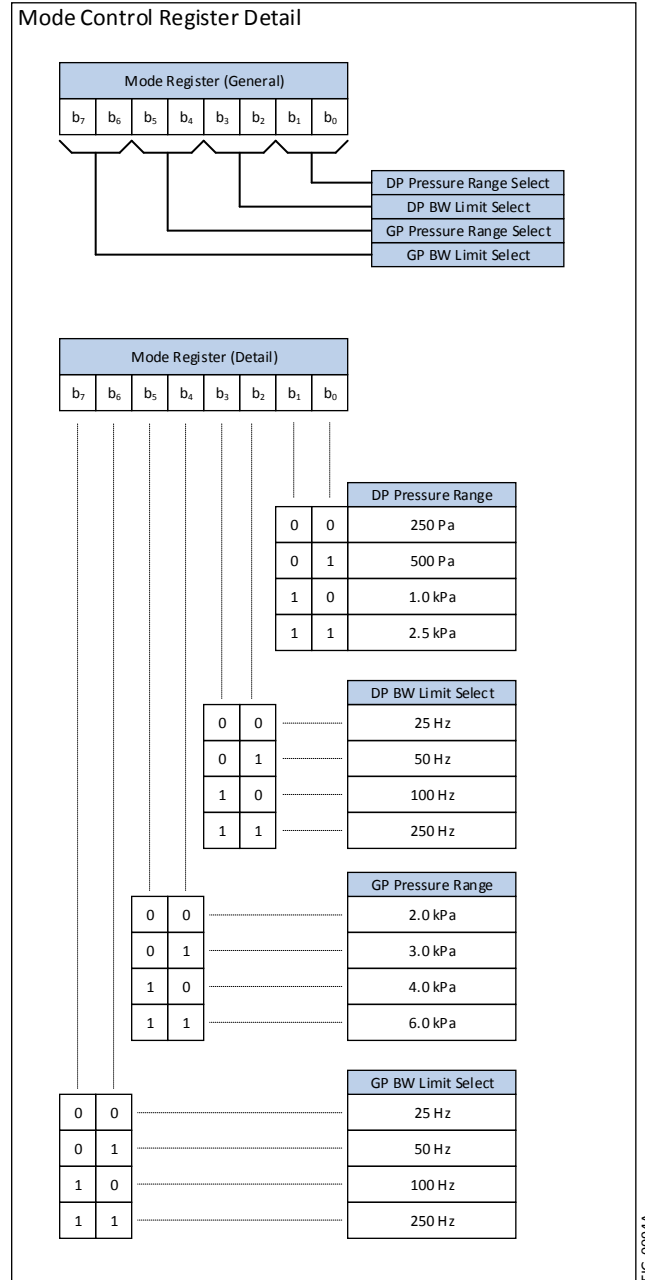 Mode Control Register Detail
Mode Register (General)
b₇ b₆ b₅ b₄ b₃ b₂ b₁ b₀
DP Pressure Range Select
DP BW Limit Select
GP Pressure Range Select
GP BW Limit Select
Mode Register (Detail)
b₇ b₆ b₅ b₄ b₃ b₂ b₁ b₀
DP Pressure Range
0 0 250 Pa
0 1 500 Pa
1 0 1.0 kPa
1 1 2.5 kPa
DP BW Limit Select
0 0 25 Hz
0 1 50 Hz
1 0 100 Hz
1 1 250 Hz
GP Pressure Range
0 0 2.0 kPa
0 1 3.0 kPa
1 0 4.0 kPa
1 1 6.0 kPa
GP BW Limit Select
0 0 25 Hz
0 1 50 Hz
1 0 100 Hz
1 1 250 Hz